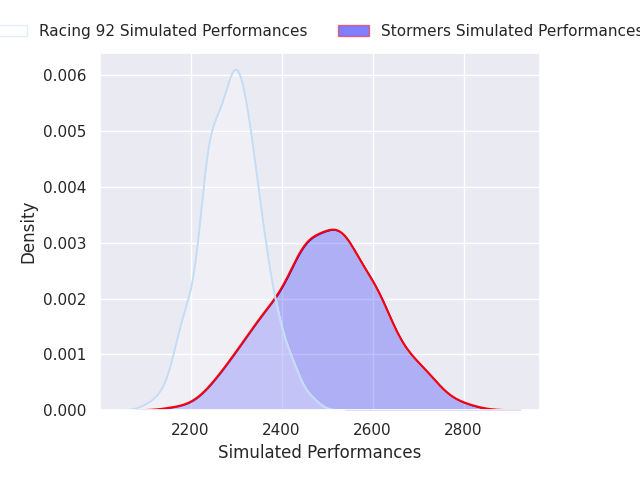 Racing 92 Simulated Performances
Stormers Simulated Performances
0.006
0.005
0.004
0.003
0.002
0.001
0.000
Density
2200
2400
2600
2800
Simulated Performances